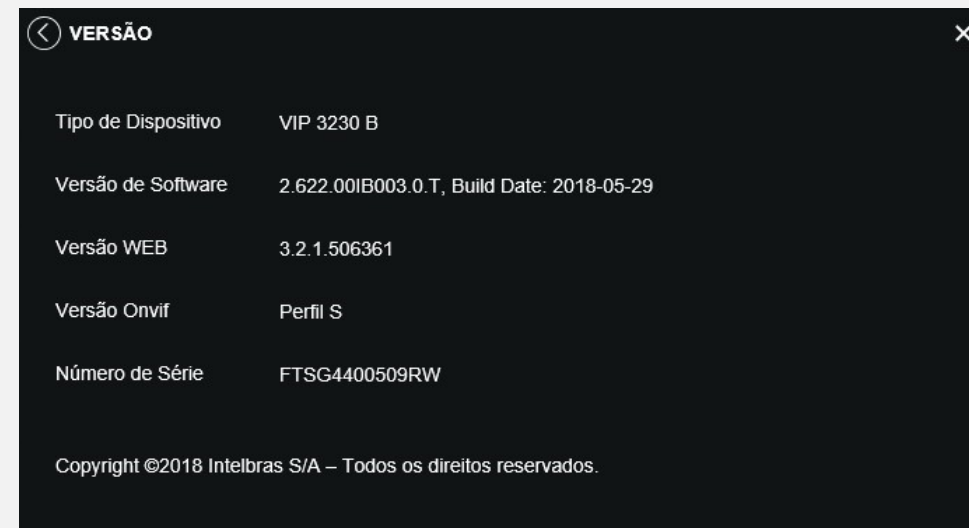 VERSÃO
Tipo de Dispositivo VIP 3230 B
Versão de Software 2.622.00IB003.0.T, Build Date: 2018-05-29
Versão WEB 3.2.1.506361
Versão Onvif Perfil S
Número de Série FTSG4400509RW
Copyright ©2018 Intelbras S/A – Todos os direitos reservados.